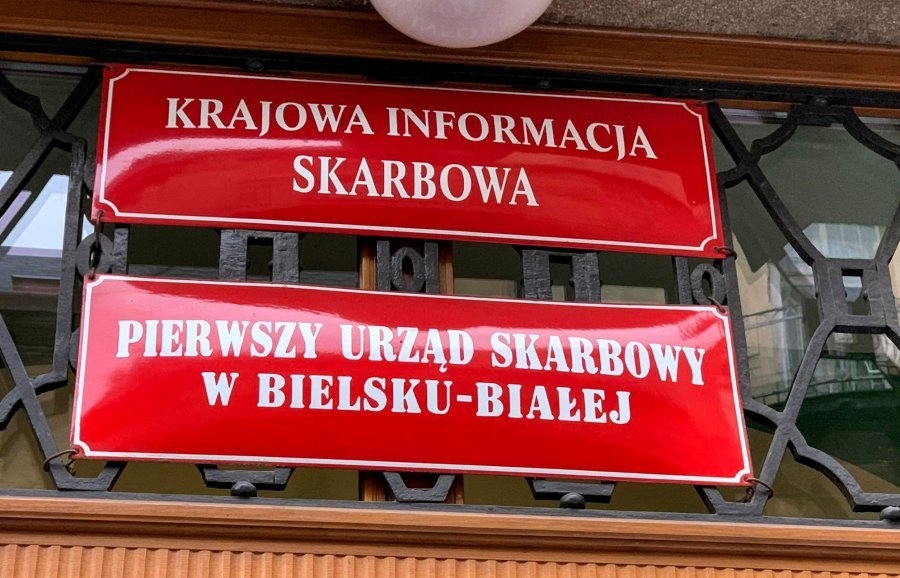 KRAJOWA INFORMACJA
SKARBOWA
PIERWSZY URZĄD SKARBOWY
W BIELSKU-BIAŁEJ